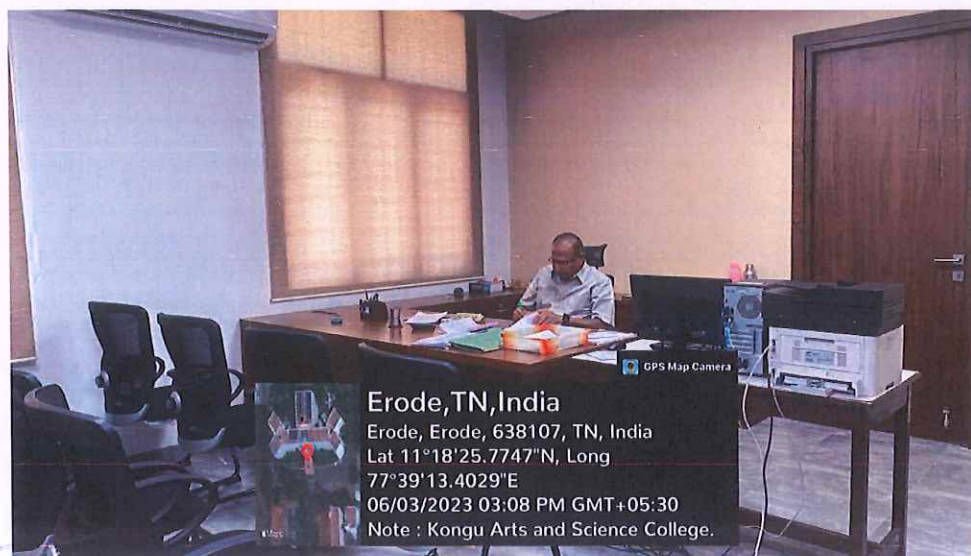 GPS Map Camera
Erode,TN,India
Erode, Erode, 638107, TN, India
Lat 11°18'25.7747"N, Long
77°39'13.4029"E
06/03/2023 03:08 PM GMT+05:30
Note : Kongu Arts and Science College.